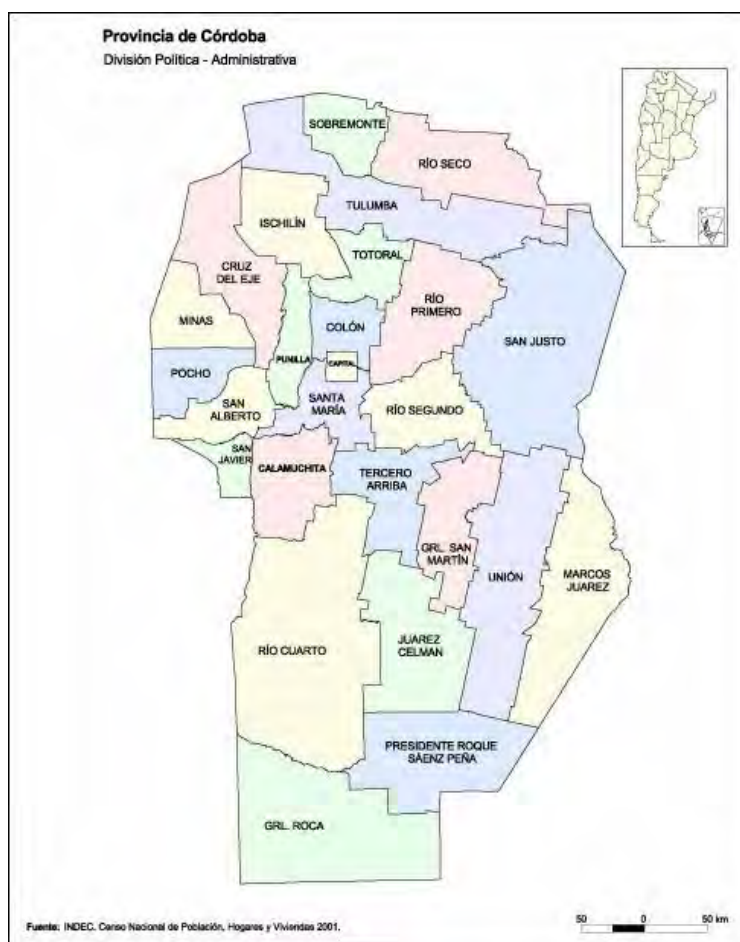 Provincia de Córdoba
División Política - Administrativa
SOBREMONTE
RÍO SECO
TULUMBA
ISCHILÍN
TOTORAL
CRUZ
DEL EJE
RÍO
PRIMERO
MINAS
COLÓN
SAN JUSTO
PUNILLA
CAPITAL
POCHO
SAN
ALBERTO
SANTA
MARÍA
RÍO SEGUNDO
SAN
JAVIER
CALAMUCHITA
TERCERO
ARRIBA
GRL. SAN
MARTÍN
UNIÓN
MARCOS
JUAREZ
JUAREZ
CELMAN
RÍO CUARTO
PRESIDENTE ROQUE
SÁENZ PEÑA
GRL. ROCA
Fuente: INDEC. Censo Nacional de Población, Hogares y Viviendas 2001.
50 0 50 km